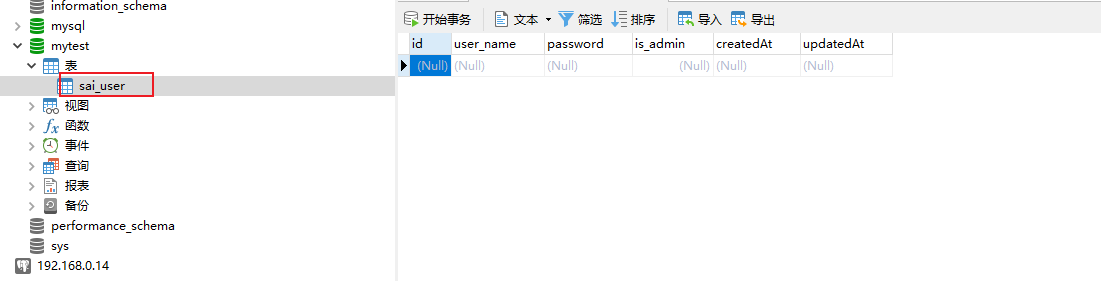 information_schema
mysql
mytest
表
sai_user
视图
函数
事件
查询
报表
备份
performance_schema
sys
192.168.0.14
开始事务 文本 筛选 排序 导入 导出
id user_name password is_admin createdAt updatedAt
(Null) (Null) (Null) (Null) (Null) (Null)